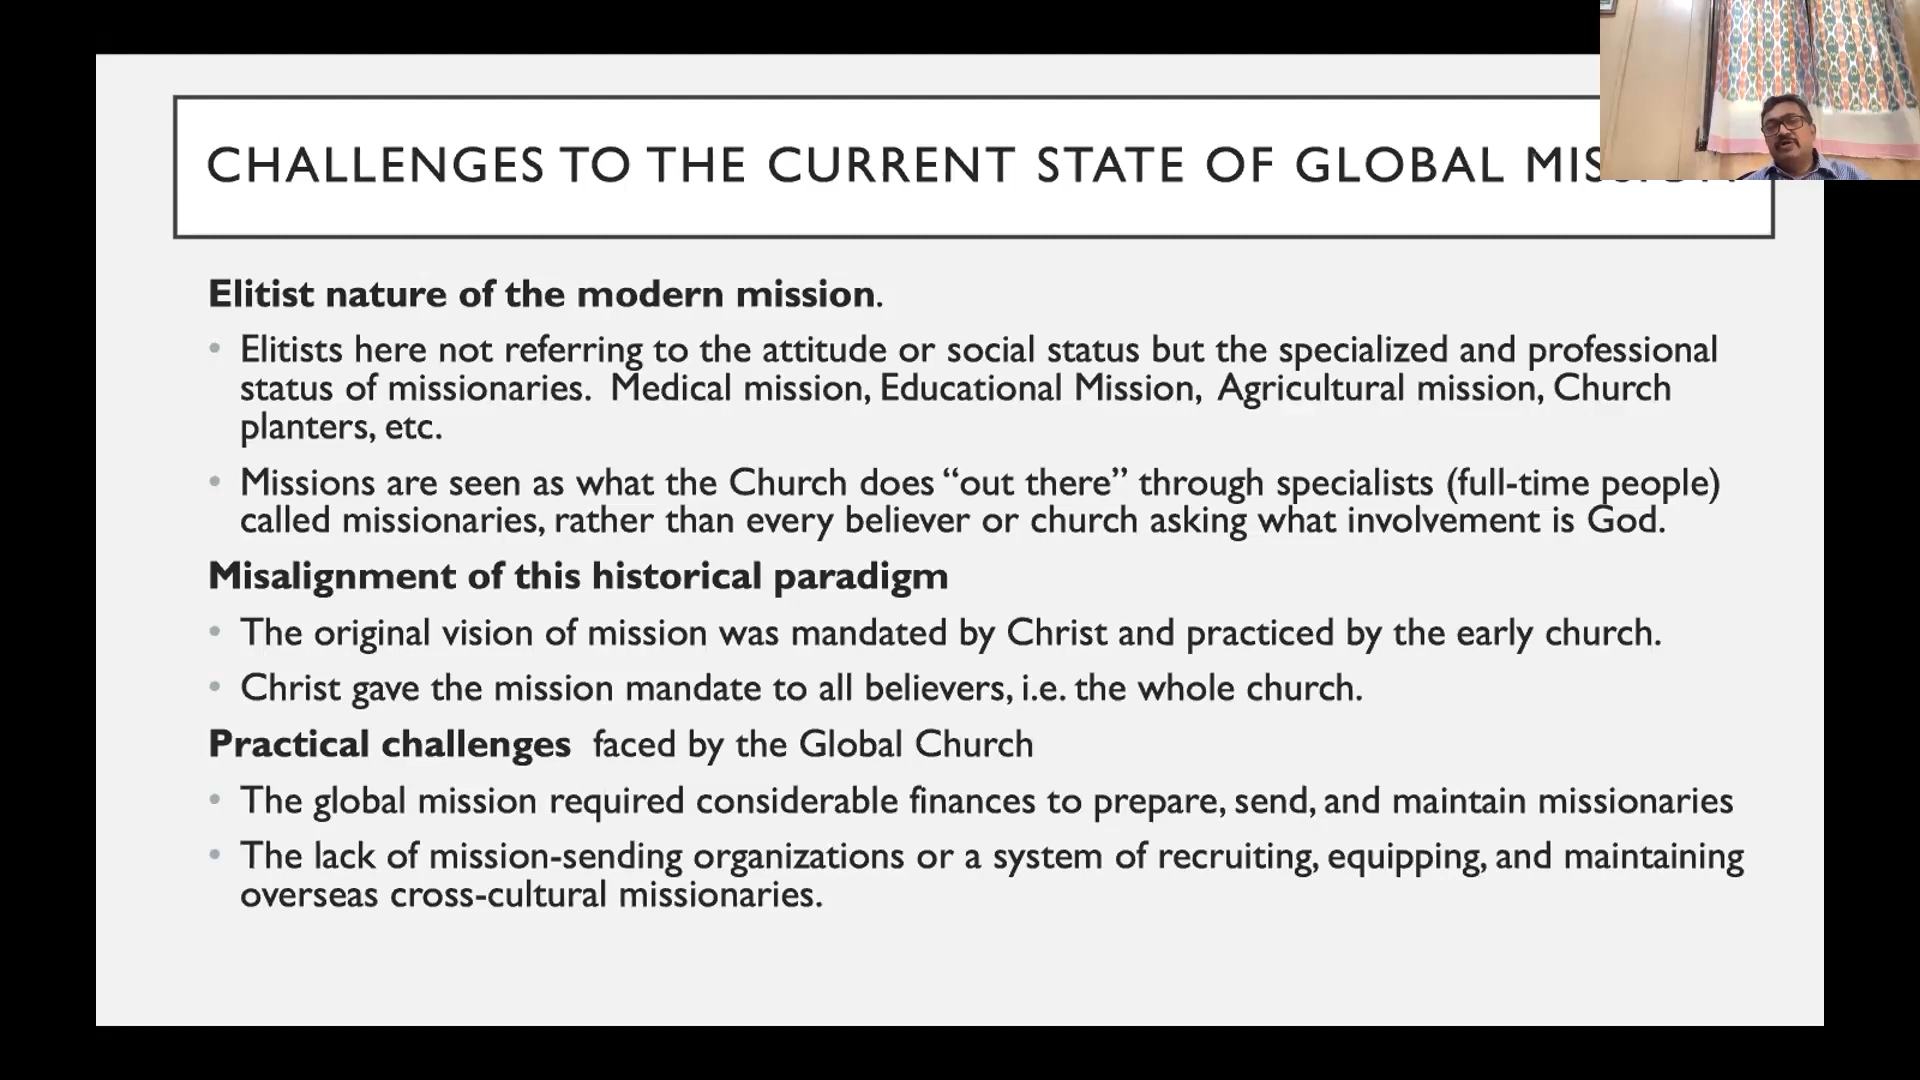 CHALLENGES TO THE CURRENT STATE OF GLOBAL
Elitist nature of the modern mission.
• Elitists here not referring to the attitude or social status but the specialized and professional
status of missionaries. Medical mission, Educational Mission, Agricultural mission, Church
planters, etc.
• Missions are seen as what the Church does “out there” through specialists (full-time people)
called missionaries, rather than every believer or church asking what involvement is God.
Misalignment of this historical paradigm
• The original vision of mission was mandated by Christ and practiced by the early church.
• Christ gave the mission mandate to all believers, i.e. the whole church.
Practical challenges faced by the Global Church
• The global mission required considerable finances to prepare, send, and maintain missionaries
• The lack of mission-sending organizations or a system of recruiting, equipping, and maintaining
overseas cross-cultural missionaries.